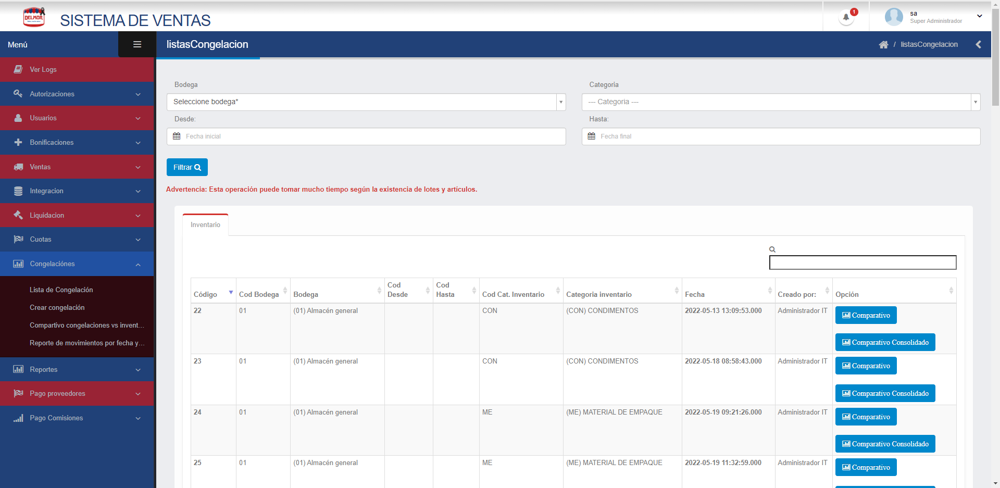 DELMOR
SISTEMA DE VENTAS
1
sa
Super Administrador
Menú
listasCongelacion
/ listasCongelacion
Ver Logs
Autorizaciones
Usuarios
Bonificaciones
Ventas
Integracion
Liquidacion
Cuotas
Congelaciónes
Lista de Congelación
Crear congelación
Compartivo congelaciones vs invent...
Reporte de movimientos por fecha y...
Reportes
Pago proveedores
Pago Comisiones
Bodega
Categoria
Seleccione bodega*
--- Categoria ---
Desde:
Hasta:
Fecha inicial
Fecha final
Filtrar
Advertencia: Esta operación puede tomar mucho tiempo según la existencia de lotes y artículos.
Inventario
Código Cod Bodega Bodega Cod Desde Cod Hasta Cod Cat. Inventario Categoria inventario Fecha Creado por: Opción
22 01 (01) Almacén general CON (CON) CONDIMENTOS 2022-05-13 13:09:53.000 Administrador IT Comparativo
Comparativo Consolidado
23 01 (01) Almacén general CON (CON) CONDIMENTOS 2022-05-18 08:58:43.000 Administrador IT Comparativo
Comparativo Consolidado
24 01 (01) Almacén general ME (ME) MATERIAL DE EMPAQUE 2022-05-19 09:21:26.000 Administrador IT Comparativo
Comparativo Consolidado
25 01 (01) Almacén general ME (ME) MATERIAL DE EMPAQUE 2022-05-19 11:32:59.000 Administrador IT Comparativo